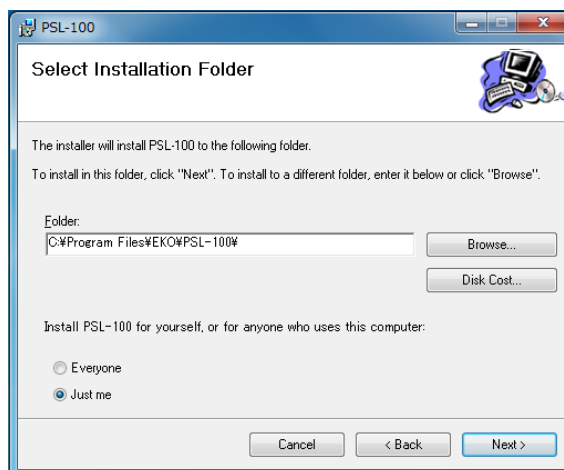 PSL-100
Select Installation Folder
The installer will install PSL-100 to the following folder.
To install in this folder, click "Next". To install to a different folder, enter it below or click "Browse".
Folder:
C:¥Program Files¥EKO¥PSL-100¥
Browse...
Disk Cost...
Install PSL-100 for yourself, or for anyone who uses this computer:
Everyone
Just me
Cancel
< Back
Next >